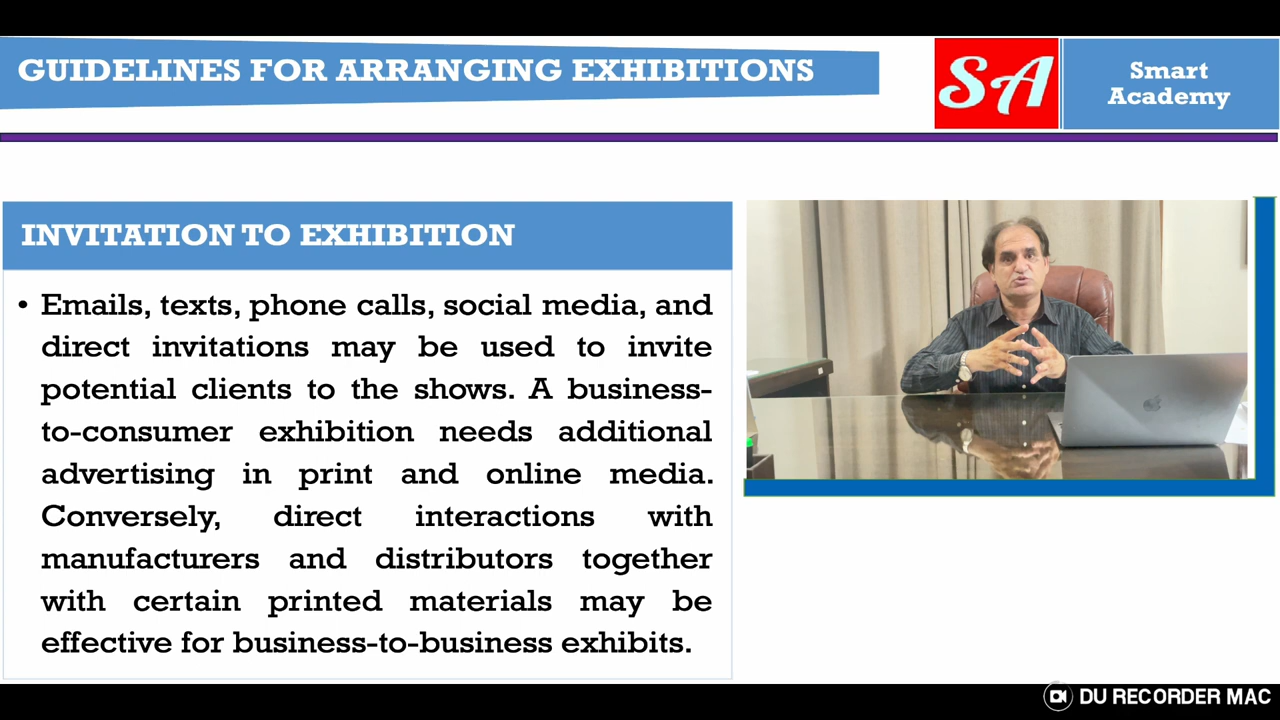 GUIDELINES FOR ARRANGING EXHIBITIONS
SA
Smart
Academy
INVITATION TO EXHIBITION
• Emails, texts, phone calls, social media, and
direct invitations may be used to invite
potential clients to the shows. A business-
to-consumer exhibition needs additional
advertising in print and online media.
Conversely, direct interactions with
manufacturers and distributors together
with certain printed materials may be
effective for business-to-business exhibits.
DU RECORDER MAC